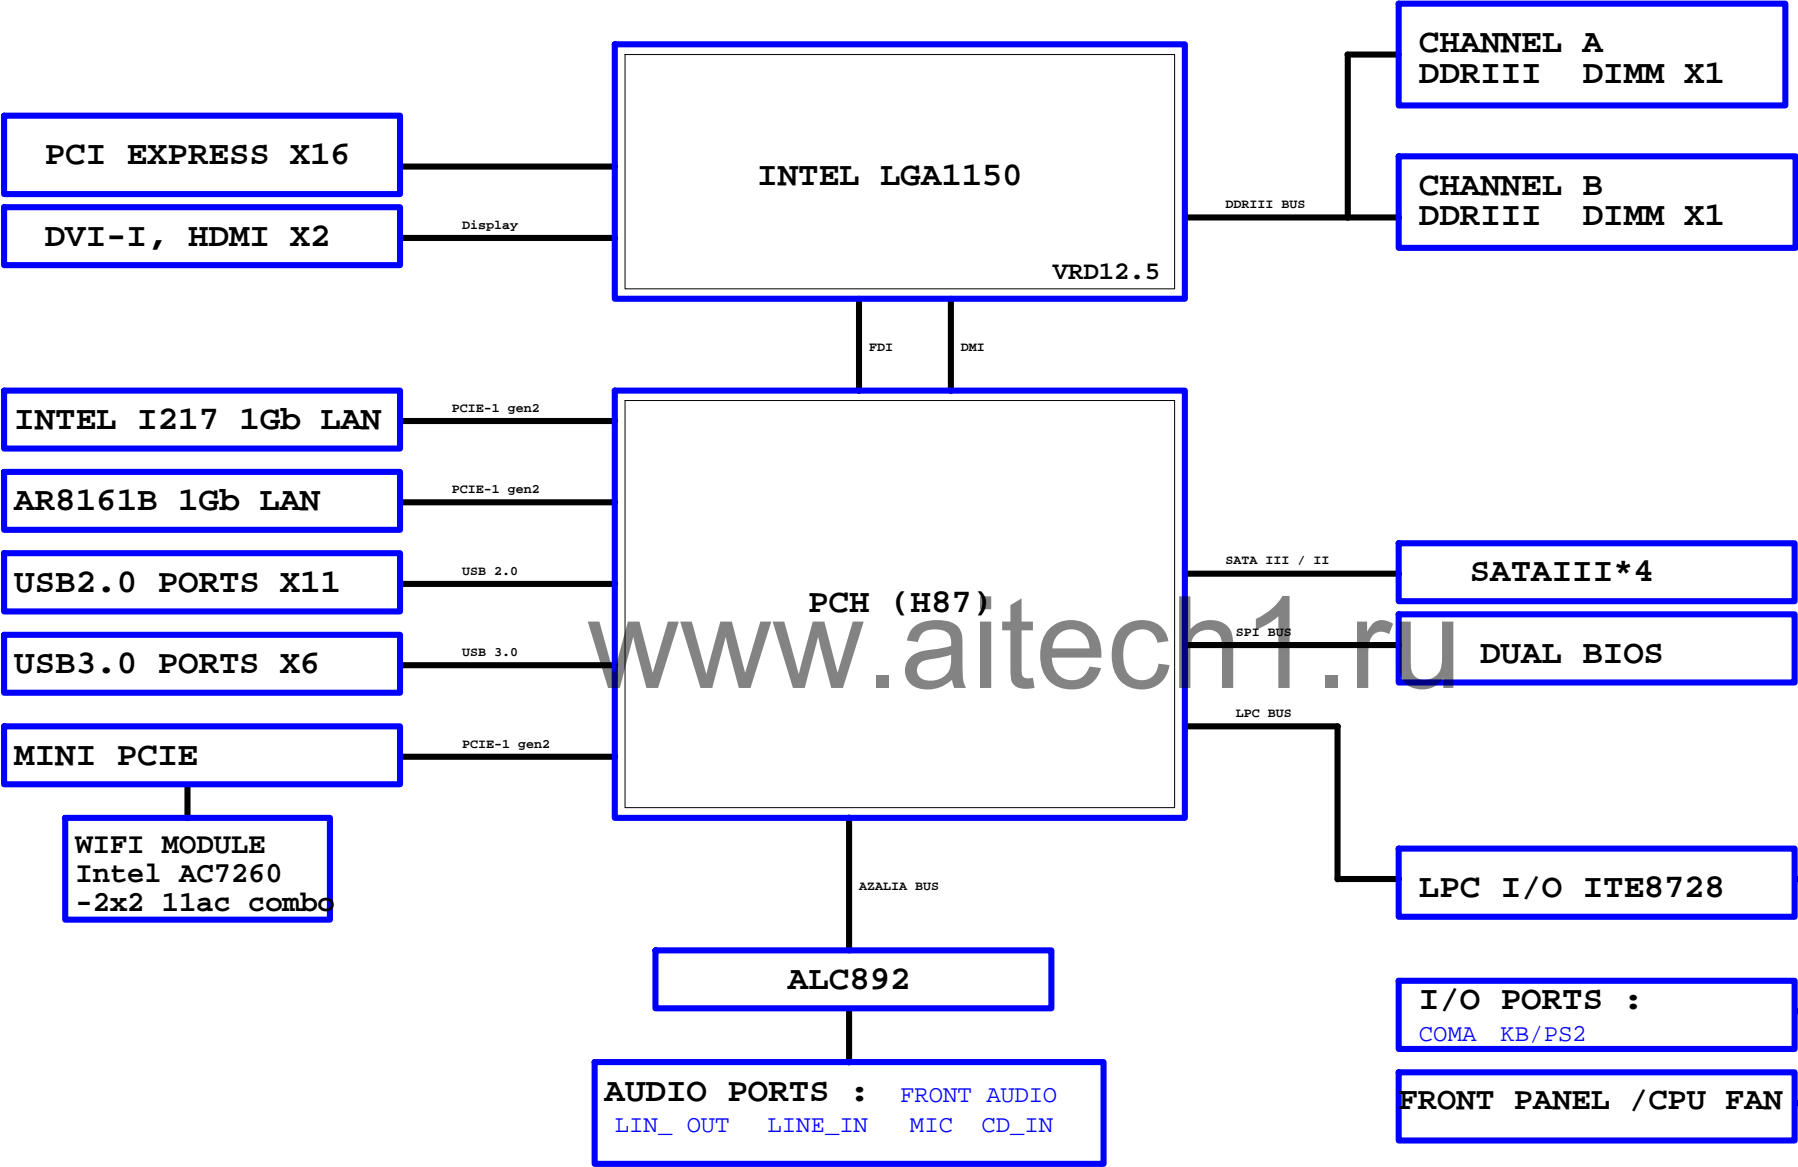 CHANNEL A
DDRIII DIMM X1
PCI EXPRESS X16
INTEL LGA1150
CHANNEL B
DDRIII DIMM X1
DDRIII BUS
DVI-I, HDMI X2
Display
VRD12.5
FDI
DMI
INTEL I217 1Gb LAN
PCIE-1 gen2
AR8161B 1Gb LAN
PCIE-1 gen2
USB2.0 PORTS X11
USB 2.0
SATA III / II
SATAIII*4
PCH (H87)
www.aitech1.ru
SPI BUS
DUAL BIOS
USB3.0 PORTS X6
USB 3.0
LPC BUS
MINI PCIE
PCIE-1 gen2
WIFI MODULE
Intel AC7260
-2x2 11ac combo
AZALIA BUS
LPC I/O ITE8728
ALC892
I/O PORTS :
COMA KB/PS2
AUDIO PORTS : FRONT AUDIO
LIN_ OUT LINE_IN MIC CD_IN
FRONT PANEL /CPU FAN